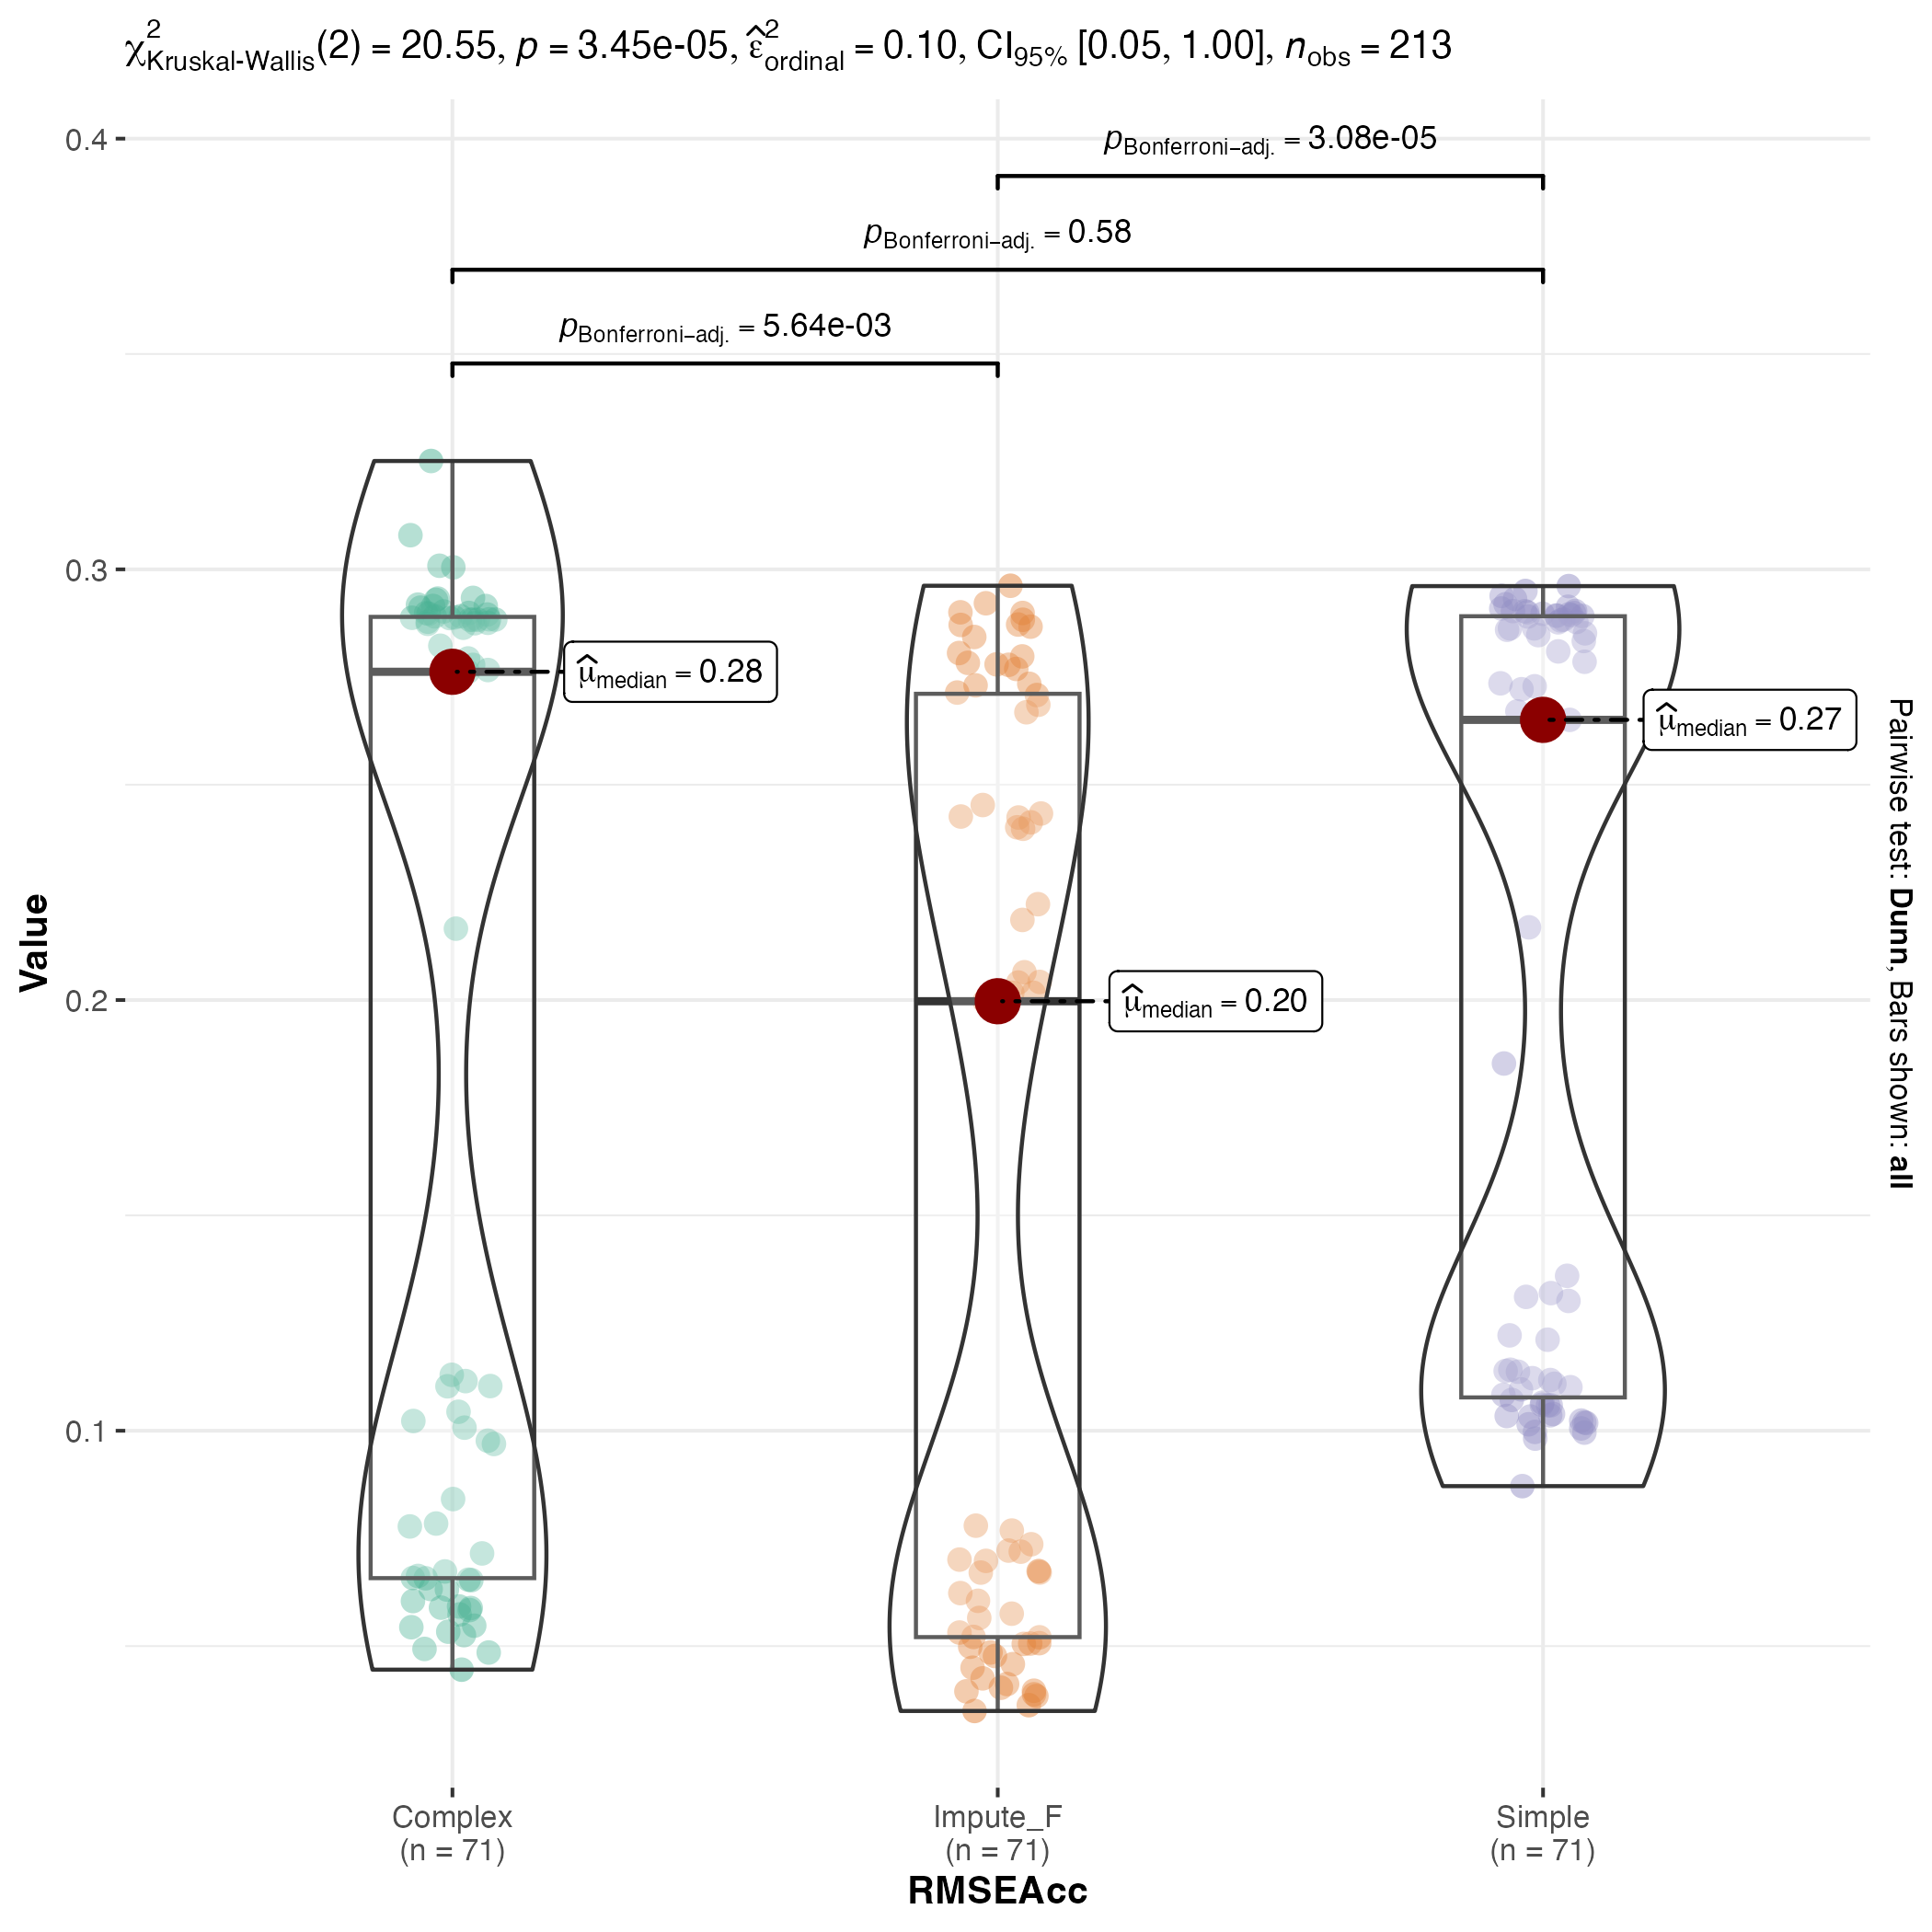 χ²Kruskal-Wallis(2) = 20.55, p = 3.45e-05, ε̂²ordinal = 0.10, CI95% [0.05, 1.00], nobs = 213
pBonferroni−adj. = 3.08e-05
pBonferroni−adj. = 0.58
pBonferroni−adj. = 5.64e-03
0.4
0.3
0.2
0.1
Value
μ̂median = 0.28
μ̂median = 0.20
μ̂median = 0.27
Pairwise test: Dunn, Bars shown: all
Complex
(n = 71)
Impute_F
(n = 71)
Simple
(n = 71)
RMSEAcc